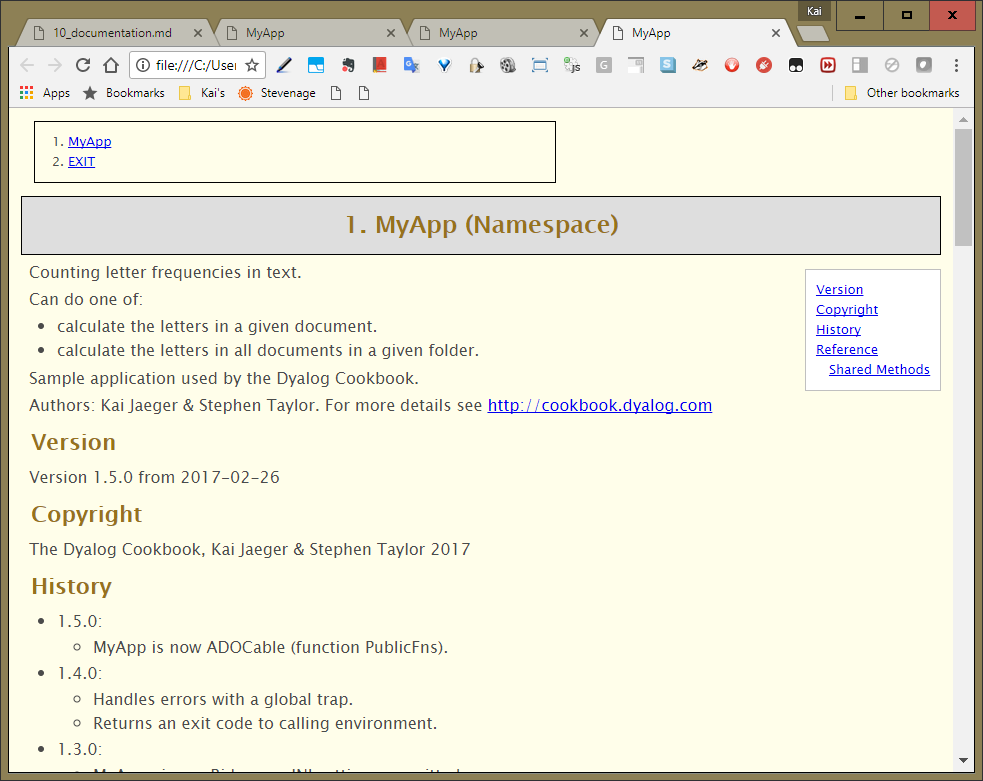 Kai
10_documentation.md MyApp MyApp MyApp
file:///C:/User
Apps Bookmarks Kai's Stevenage Other bookmarks
1. MyApp
2. EXIT
1. MyApp (Namespace)
Counting letter frequencies in text.
Can do one of:
• calculate the letters in a given document.
• calculate the letters in all documents in a given folder.
Sample application used by the Dyalog Cookbook.
Authors: Kai Jaeger & Stephen Taylor. For more details see http://cookbook.dyalog.com
Version
Copyright
History
Reference
Shared Methods
Version
Version 1.5.0 from 2017-02-26
Copyright
The Dyalog Cookbook, Kai Jaeger & Stephen Taylor 2017
History
• 1.5.0:
◦ MyApp is now ADOCable (function PublicFns).
• 1.4.0:
◦ Handles errors with a global trap.
◦ Returns an exit code to calling environment.
• 1.3.0: